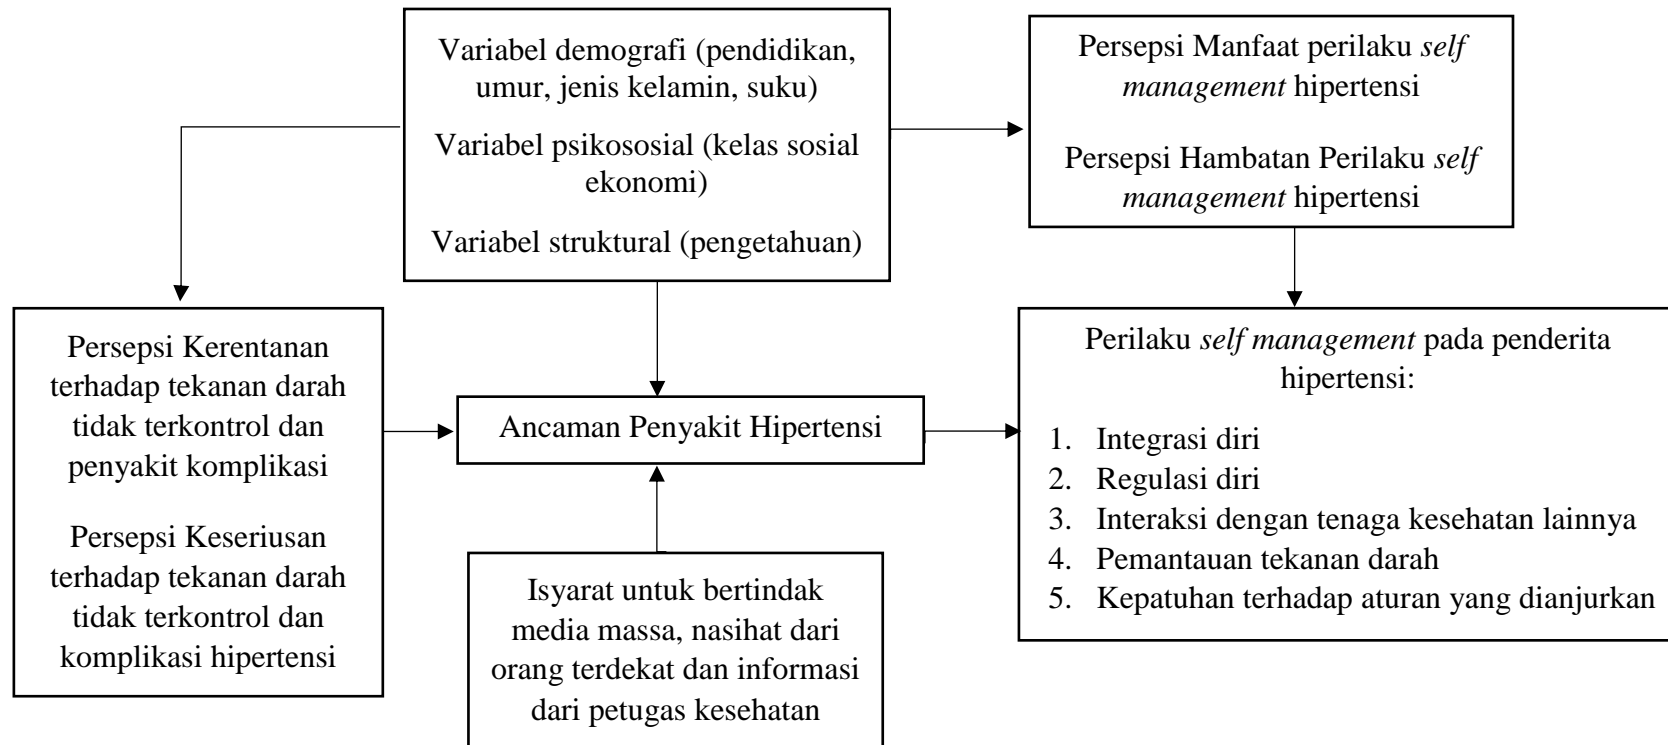 Variabel demografi (pendidikan,
umur, jenis kelamin, suku)
Variabel psikososial (kelas sosial
ekonomi)
Variabel struktural (pengetahuan)
Persepsi Manfaat perilaku self
management hipertensi
Persepsi Hambatan Perilaku self
management hipertensi
Persepsi Kerentanan
terhadap tekanan darah
tidak terkontrol dan
penyakit komplikasi
Persepsi Keseriusan
terhadap tekanan darah
tidak terkontrol dan
komplikasi hipertensi
Ancaman Penyakit Hipertensi
Isyarat untuk bertindak
media massa, nasihat dari
orang terdekat dan informasi
dari petugas kesehatan
Perilaku self management pada penderita
hipertensi:
1. Integrasi diri
2. Regulasi diri
3. Interaksi dengan tenaga kesehatan lainnya
4. Pemantauan tekanan darah
5. Kepatuhan terhadap aturan yang dianjurkan